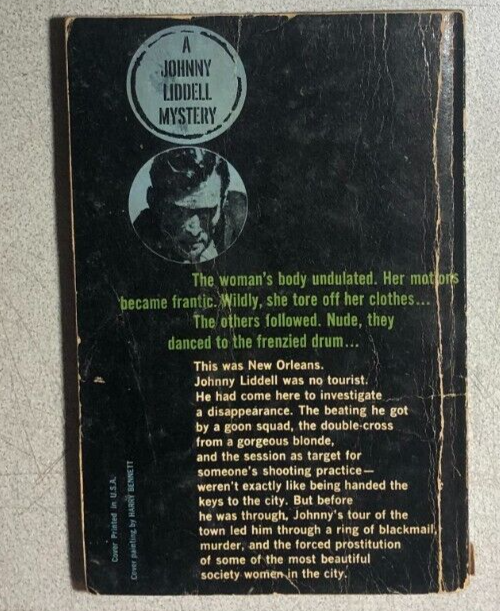 A
JOHNNY
LIDDELL
MYSTERY
The woman's body undulated. Her motions
became frantic. Wildly, she tore off her clothes...
The others followed. Nude, they
danced to the frenzied drum...
This was New Orleans.
Johnny Liddell was no tourist.
He had come here to investigate
a disappearance. The beating he got
by a goon squad, the double-cross
from a gorgeous blonde,
and the session as target for
someone's shooting practice—
weren't exactly like being handed the
keys to the city. But before
he was through, Johnny's tour of the
town led him through a ring of blackmail,
murder, and the forced prostitution
of some of the most beautiful
society women in the city.
Cover Printed in U.S.A.
Cover painting by HARRY BENNETT